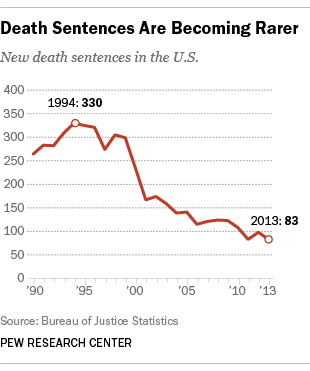 Death Sentences Are Becoming Rarer
New death sentences in the U.S.
400
350
300
250
200
150
100
50
0
1994: 330
2013: 83
'90 '95 '00 '05 '10 '13
Source: Bureau of Justice Statistics
PEW RESEARCH CENTER